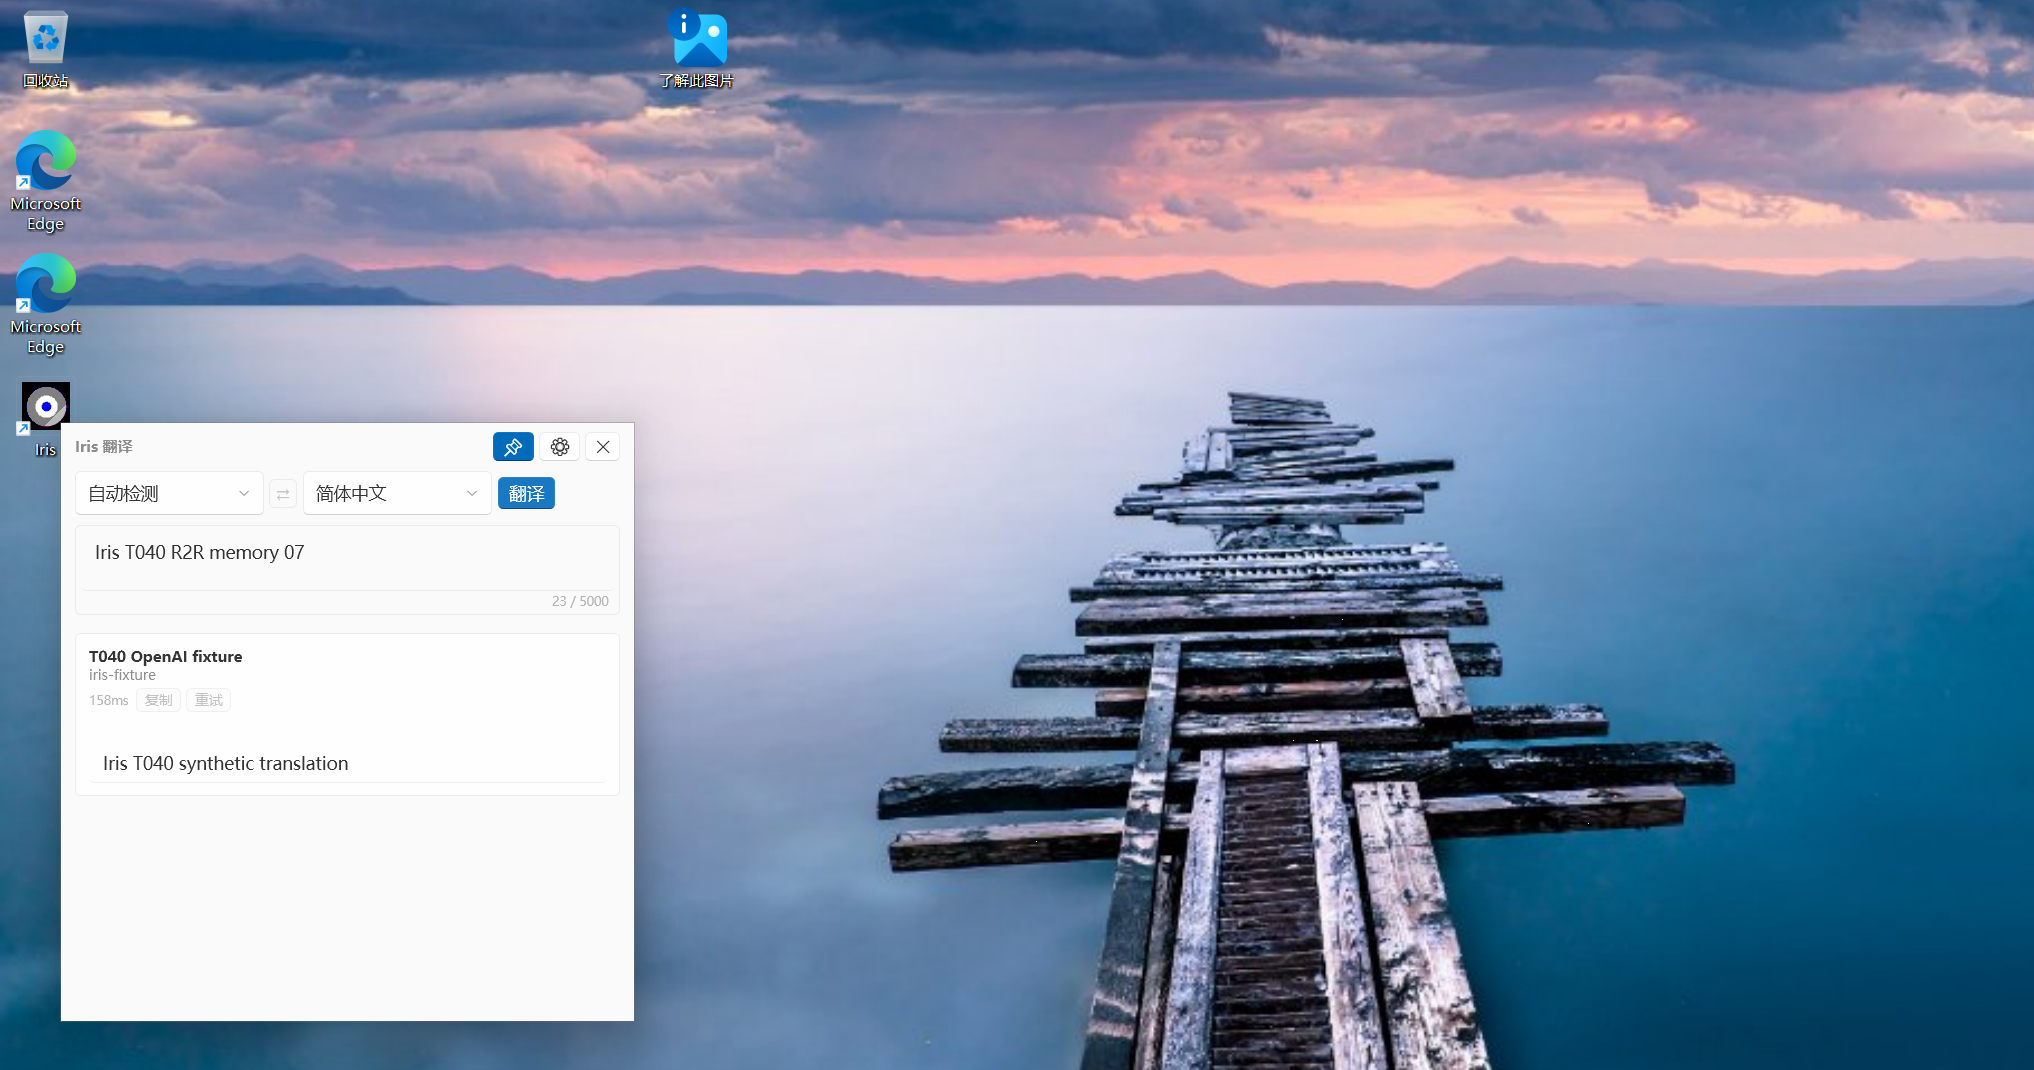 回收站
了解此图片
Microsoft
Edge
Microsoft
Edge
Iris
Iris 翻译
自动检测
简体中文
翻译
Iris T040 R2R memory 07
23 / 5000
T040 OpenAI fixture
iris-fixture
158ms 复制 重试
Iris T040 synthetic translation